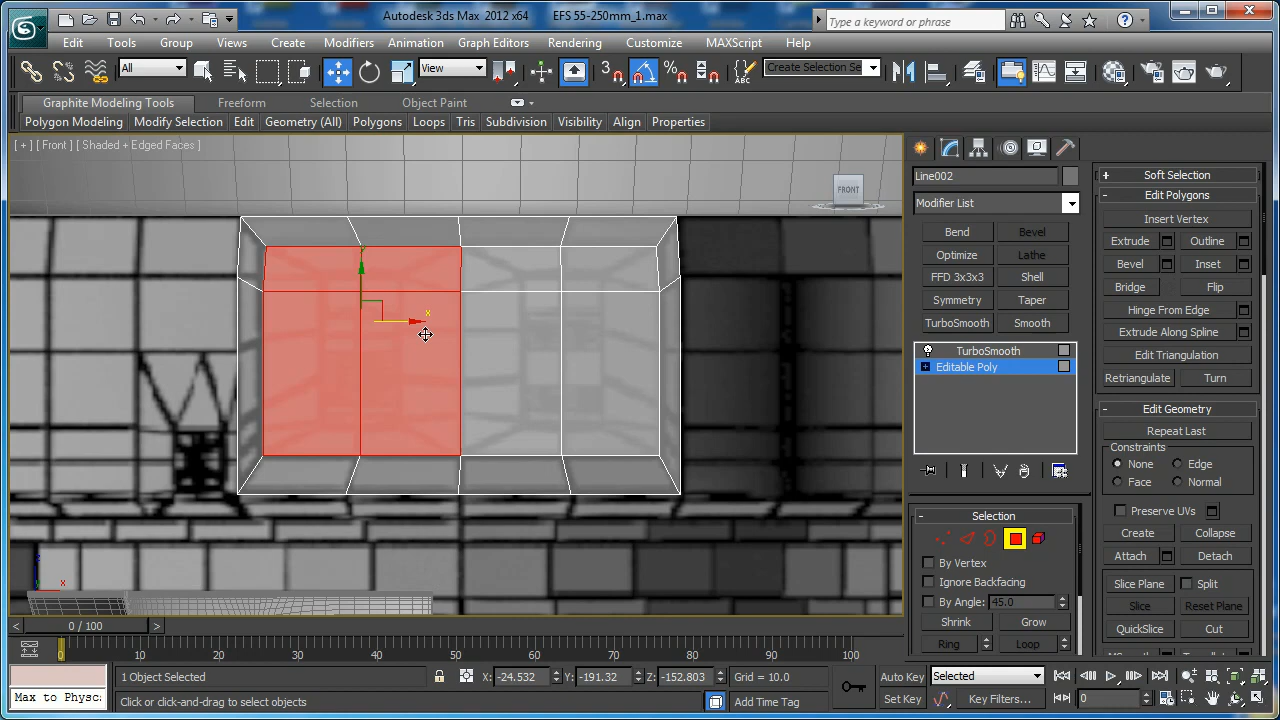 Autodesk 3ds Max 2012 x64 EFS 55-250mm_1.max
Type a keyword or phrase
Edit Tools Group Views Create Modifiers Animation Graph Editors Rendering Customize MAXScript Help
All View Create Selection Se
Graphite Modeling Tools Freeform Selection Object Paint
Polygon Modeling Modify Selection Edit Geometry (All) Polygons Loops Tris Subdivision Visibility Align Properties
[ + ] [ Front ] [ Shaded + Edged Faces ]
FRONT
y
x
x
Line002
Modifier List
Bend Bevel
Optimize Lathe
FFD 3x3x3 Shell
Symmetry Taper
TurboSmooth Smooth
TurboSmooth
Editable Poly
- Selection
By Vertex
Ignore Backfacing
By Angle: 45.0
Shrink Grow
Ring Loop
+ Soft Selection
- Edit Polygons
Insert Vertex
Extrude Outline
Bevel Inset
Bridge Flip
Hinge From Edge
Extrude Along Spline
Edit Triangulation
Retriangulate Turn
- Edit Geometry
Repeat Last
Constraints
None Edge
Face Normal
Preserve UVs
Create Collapse
Attach Detach
Slice Plane Split
Slice Reset Plane
QuickSlice Cut
< 0 / 100 >
0 10 20 30 40 50 60 70 80 90 100
1 Object Selected X: -24.532 Y: -191.32 Z: -152.803 Grid = 10.0 Auto Key Selected
Max to Physc Click or click-and-drag to select objects Add Time Tag Set Key Key Filters... 0